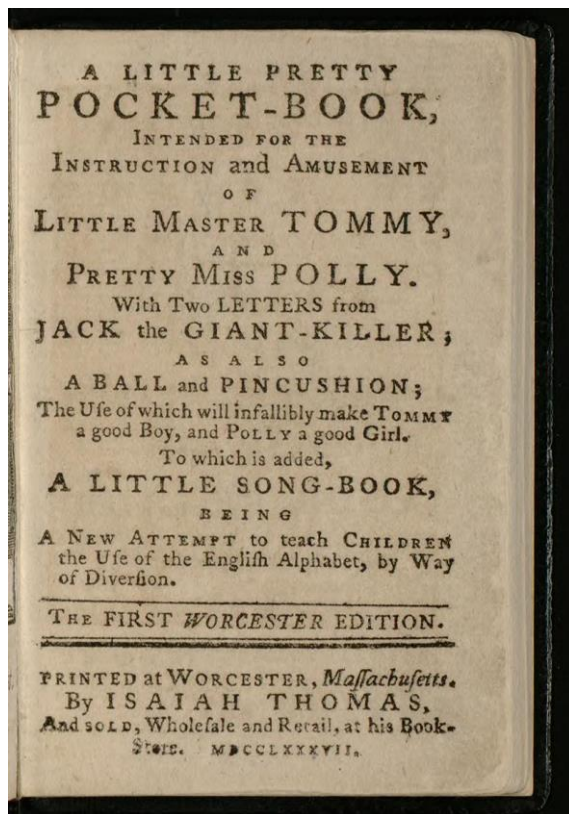 A LITTLE PRETTY
POCKET-BOOK,
INTENDED FOR THE
INSTRUCTION and AMUSEMENT
OF
LITTLE MASTER TOMMY,
AND
PRETTY MISS POLLY.
With Two LETTERS from
JACK the GIANT-KILLER;
AS ALSO
A BALL and PINCUSHION;
The Uſe of which will infallibly make TOMMY
a good Boy, and POLLY a good Girl.
To which is added,
A LITTLE SONG-BOOK,
BEING
A NEW ATTEMPT to teach CHILDREN
the Uſe of the Engliſh Alphabet, by Way
of Diverſion.
THE FIRST WORCESTER EDITION.
PRINTED at WORCESTER, Maſſachuſetts.
By ISAIAH THOMAS,
And SOLD, Wholeſale and Retail, at his Book-
Store. MDCCLXXXVII.